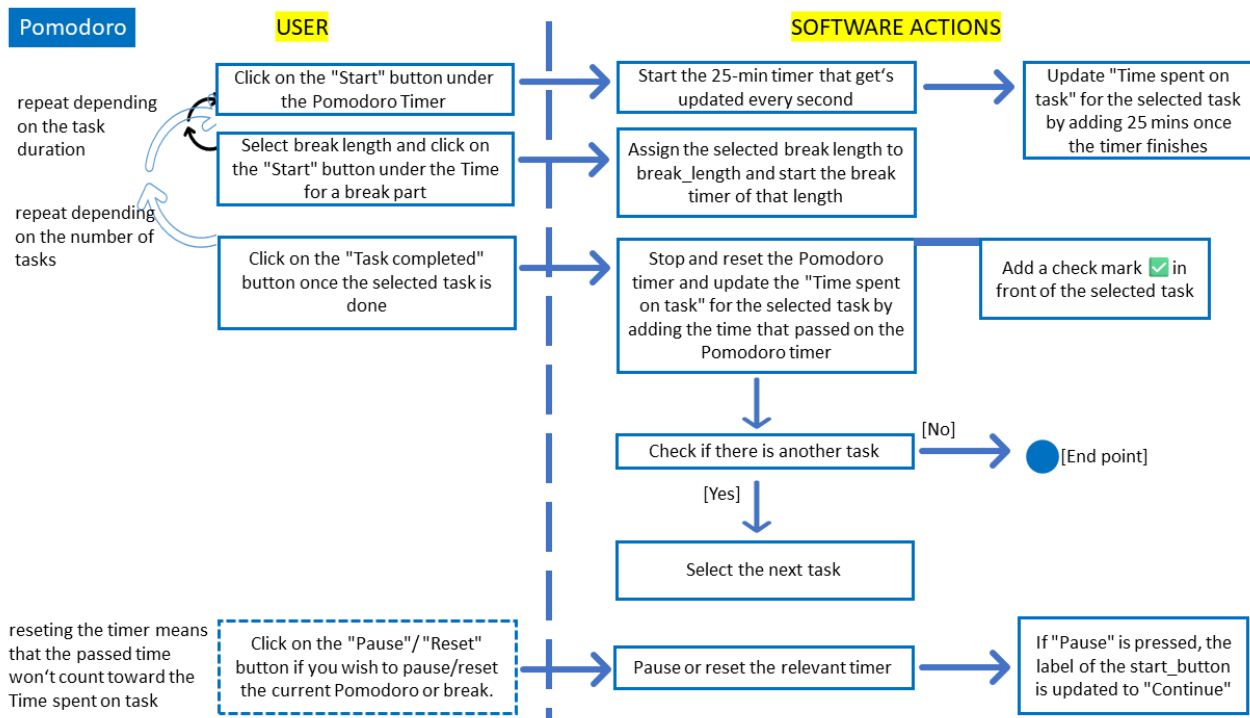 Pomodoro
USER
SOFTWARE ACTIONS
Click on the "Start" button under
the Pomodoro Timer
Start the 25-min timer that get's
updated every second
Update "Time spent on
task" for the selected task
by adding 25 mins once
the timer finishes
repeat depending
on the task
duration
Select break length and click on
the "Start" button under the Time
for a break part
Assign the selected break length to
break_length and start the break
timer of that length
repeat depending
on the number of
tasks
Click on the "Task completed"
button once the selected task is
done
Stop and reset the Pomodoro
timer and update the "Time spent
on task" for the selected task by
adding the time that passed on the
Pomodoro timer
Add a check mark ✅ in
front of the selected task
Check if there is another task
[No]
[End point]
[Yes]
Select the next task
reseting the timer means
that the passed time
won't count toward the
Time spent on task
Click on the "Pause"/ "Reset"
button if you wish to pause/reset
the current Pomodoro or break.
Pause or reset the relevant timer
If "Pause" is pressed, the
label of the start_button
is updated to "Continue"